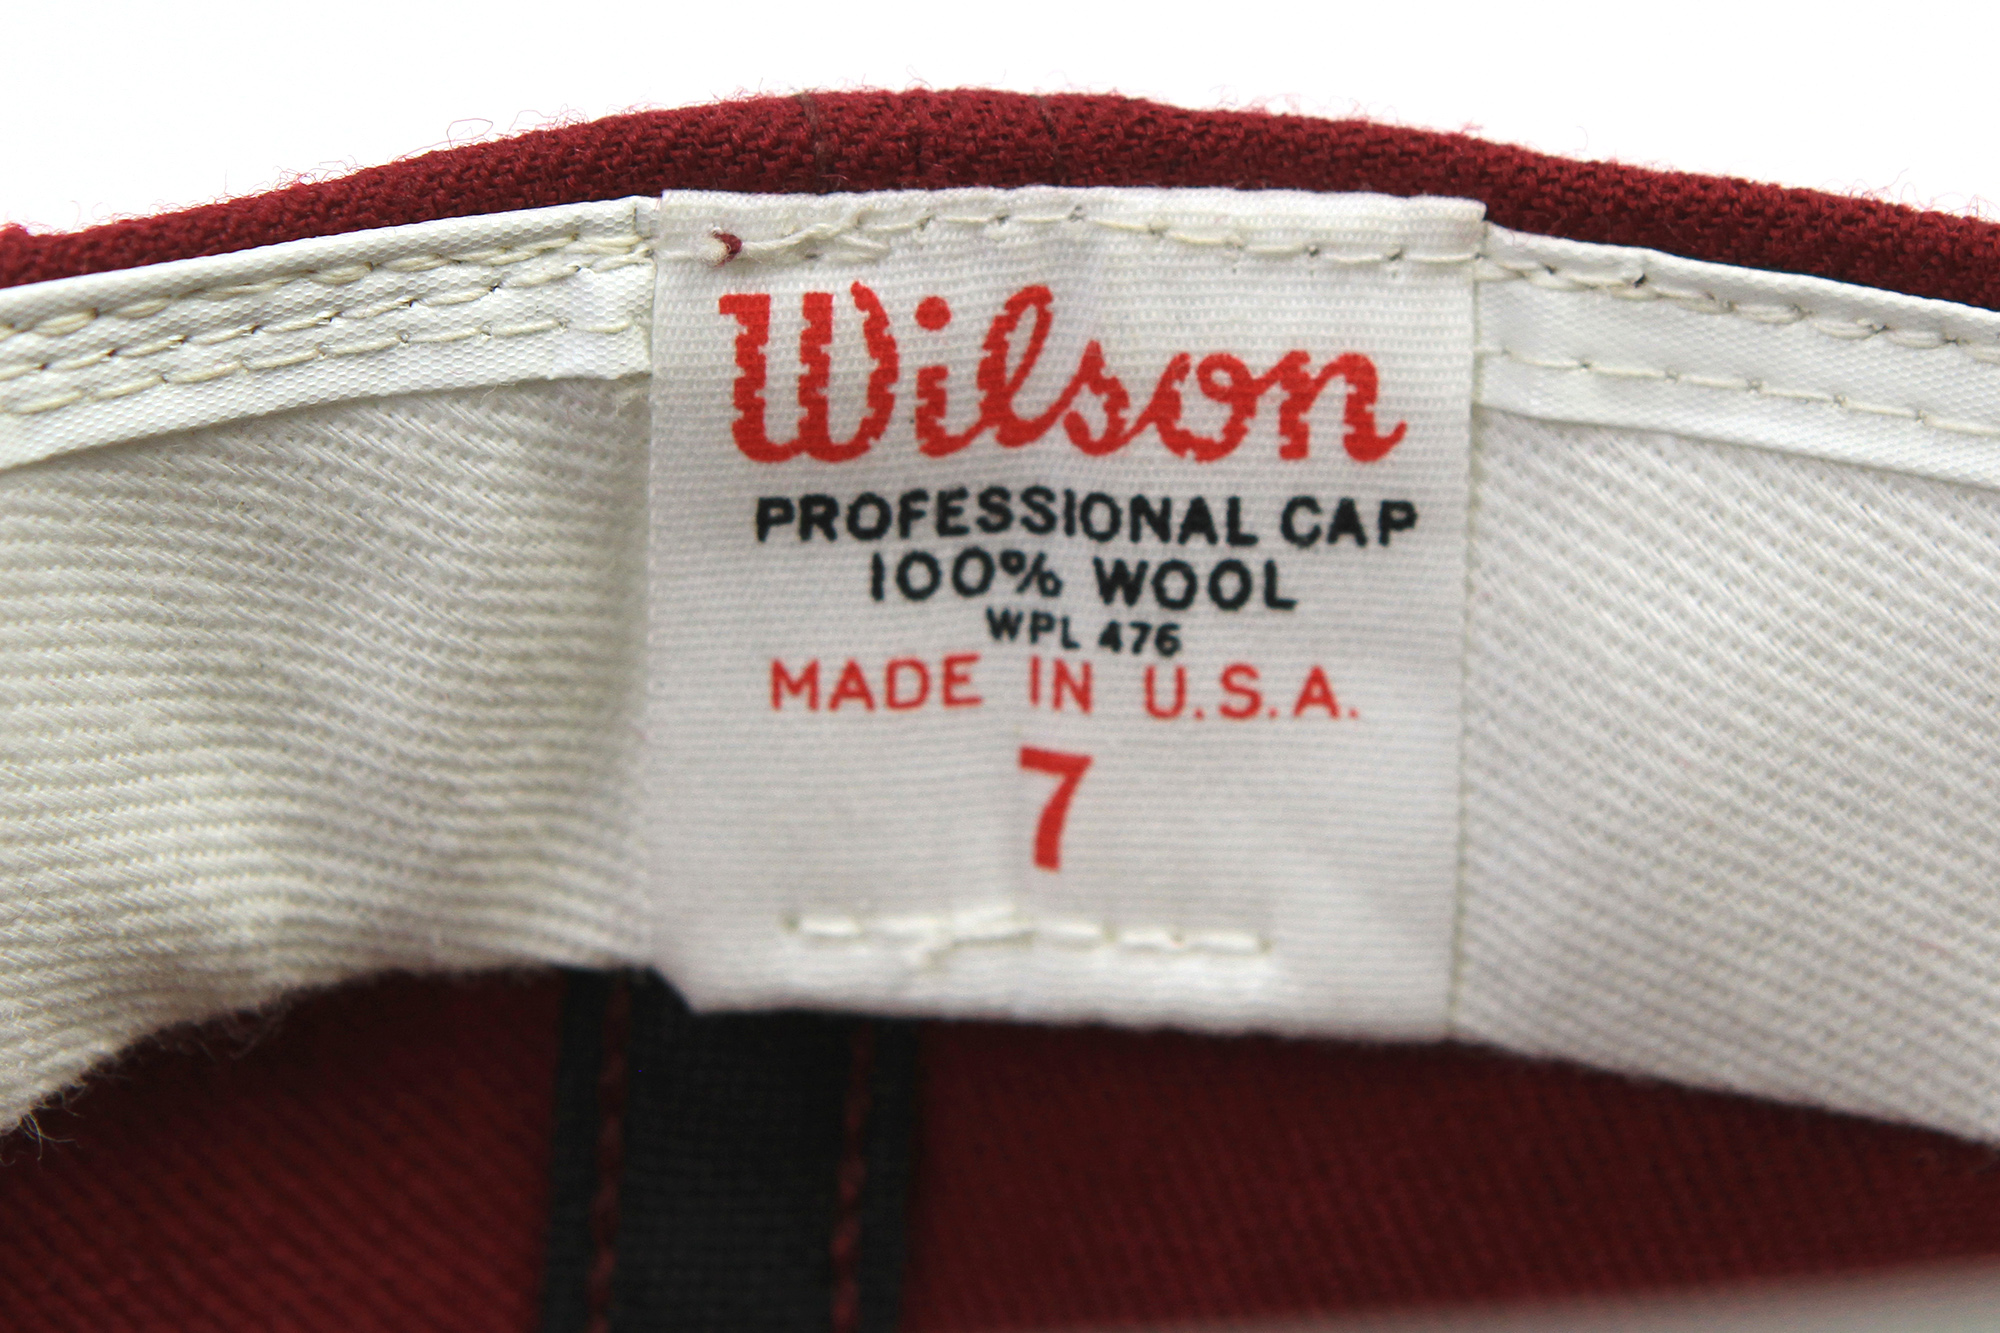 Wilson
PROFESSIONAL CAP
100% WOOL
WPL 476
MADE IN U.S.A.
7